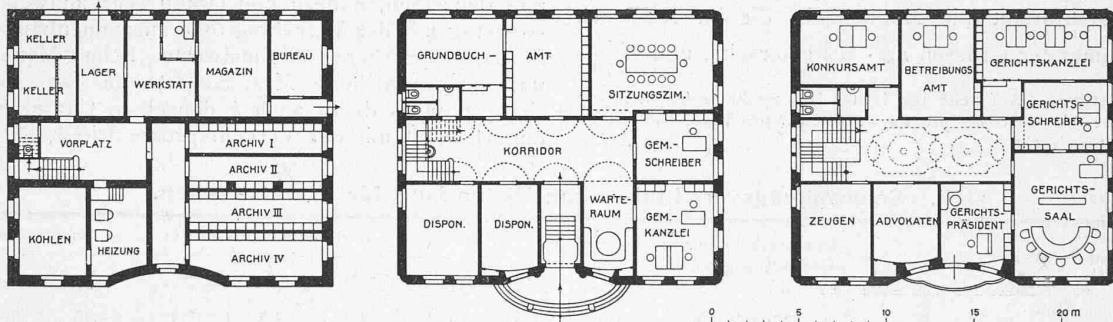 KELLER
KELLER
LAGER
WERKSTATT
MAGAZIN
BUREAU
VORPLATZ
ARCHIV I
ARCHIV II
ARCHIV III
ARCHIV IV
KOHLEN
HEIZUNG
GRUNDBUCH-
AMT
SITZUNGSZIM.
KORRIDOR
GEM.-
SCHREIBER
DISPON.
DISPON.
WARTE-
RAUM
GEM.-
KANZLEI
KONKURSAMT
BETREIBUNGS-
AMT
GERICHTSKANZLEI
GERICHTS-
SCHREIBER
ZEUGEN
ADVOKATEN
GERICHTS-
PRÄSIDENT
GERICHTS-
SAAL
0 5 10 15 20 m